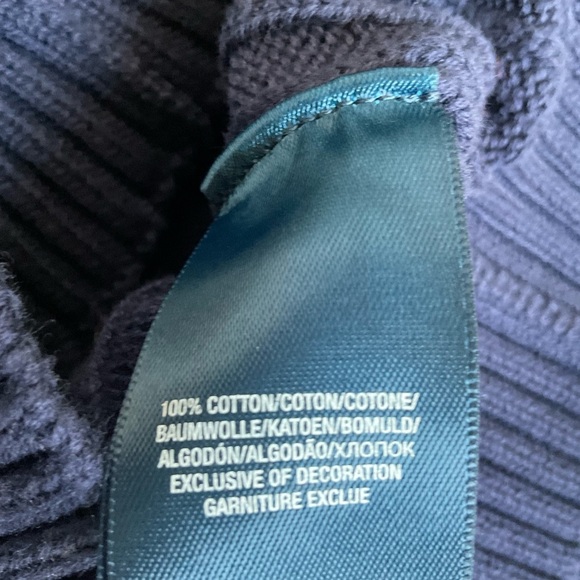 100% COTTON/COTON/COTONE/
BAUMWOLLE/KATOEN/BOMULD/
ALGODÓN/ALGODÃO/ХЛОПОК
EXCLUSIVE OF DECORATION
GARNITURE EXCLUE